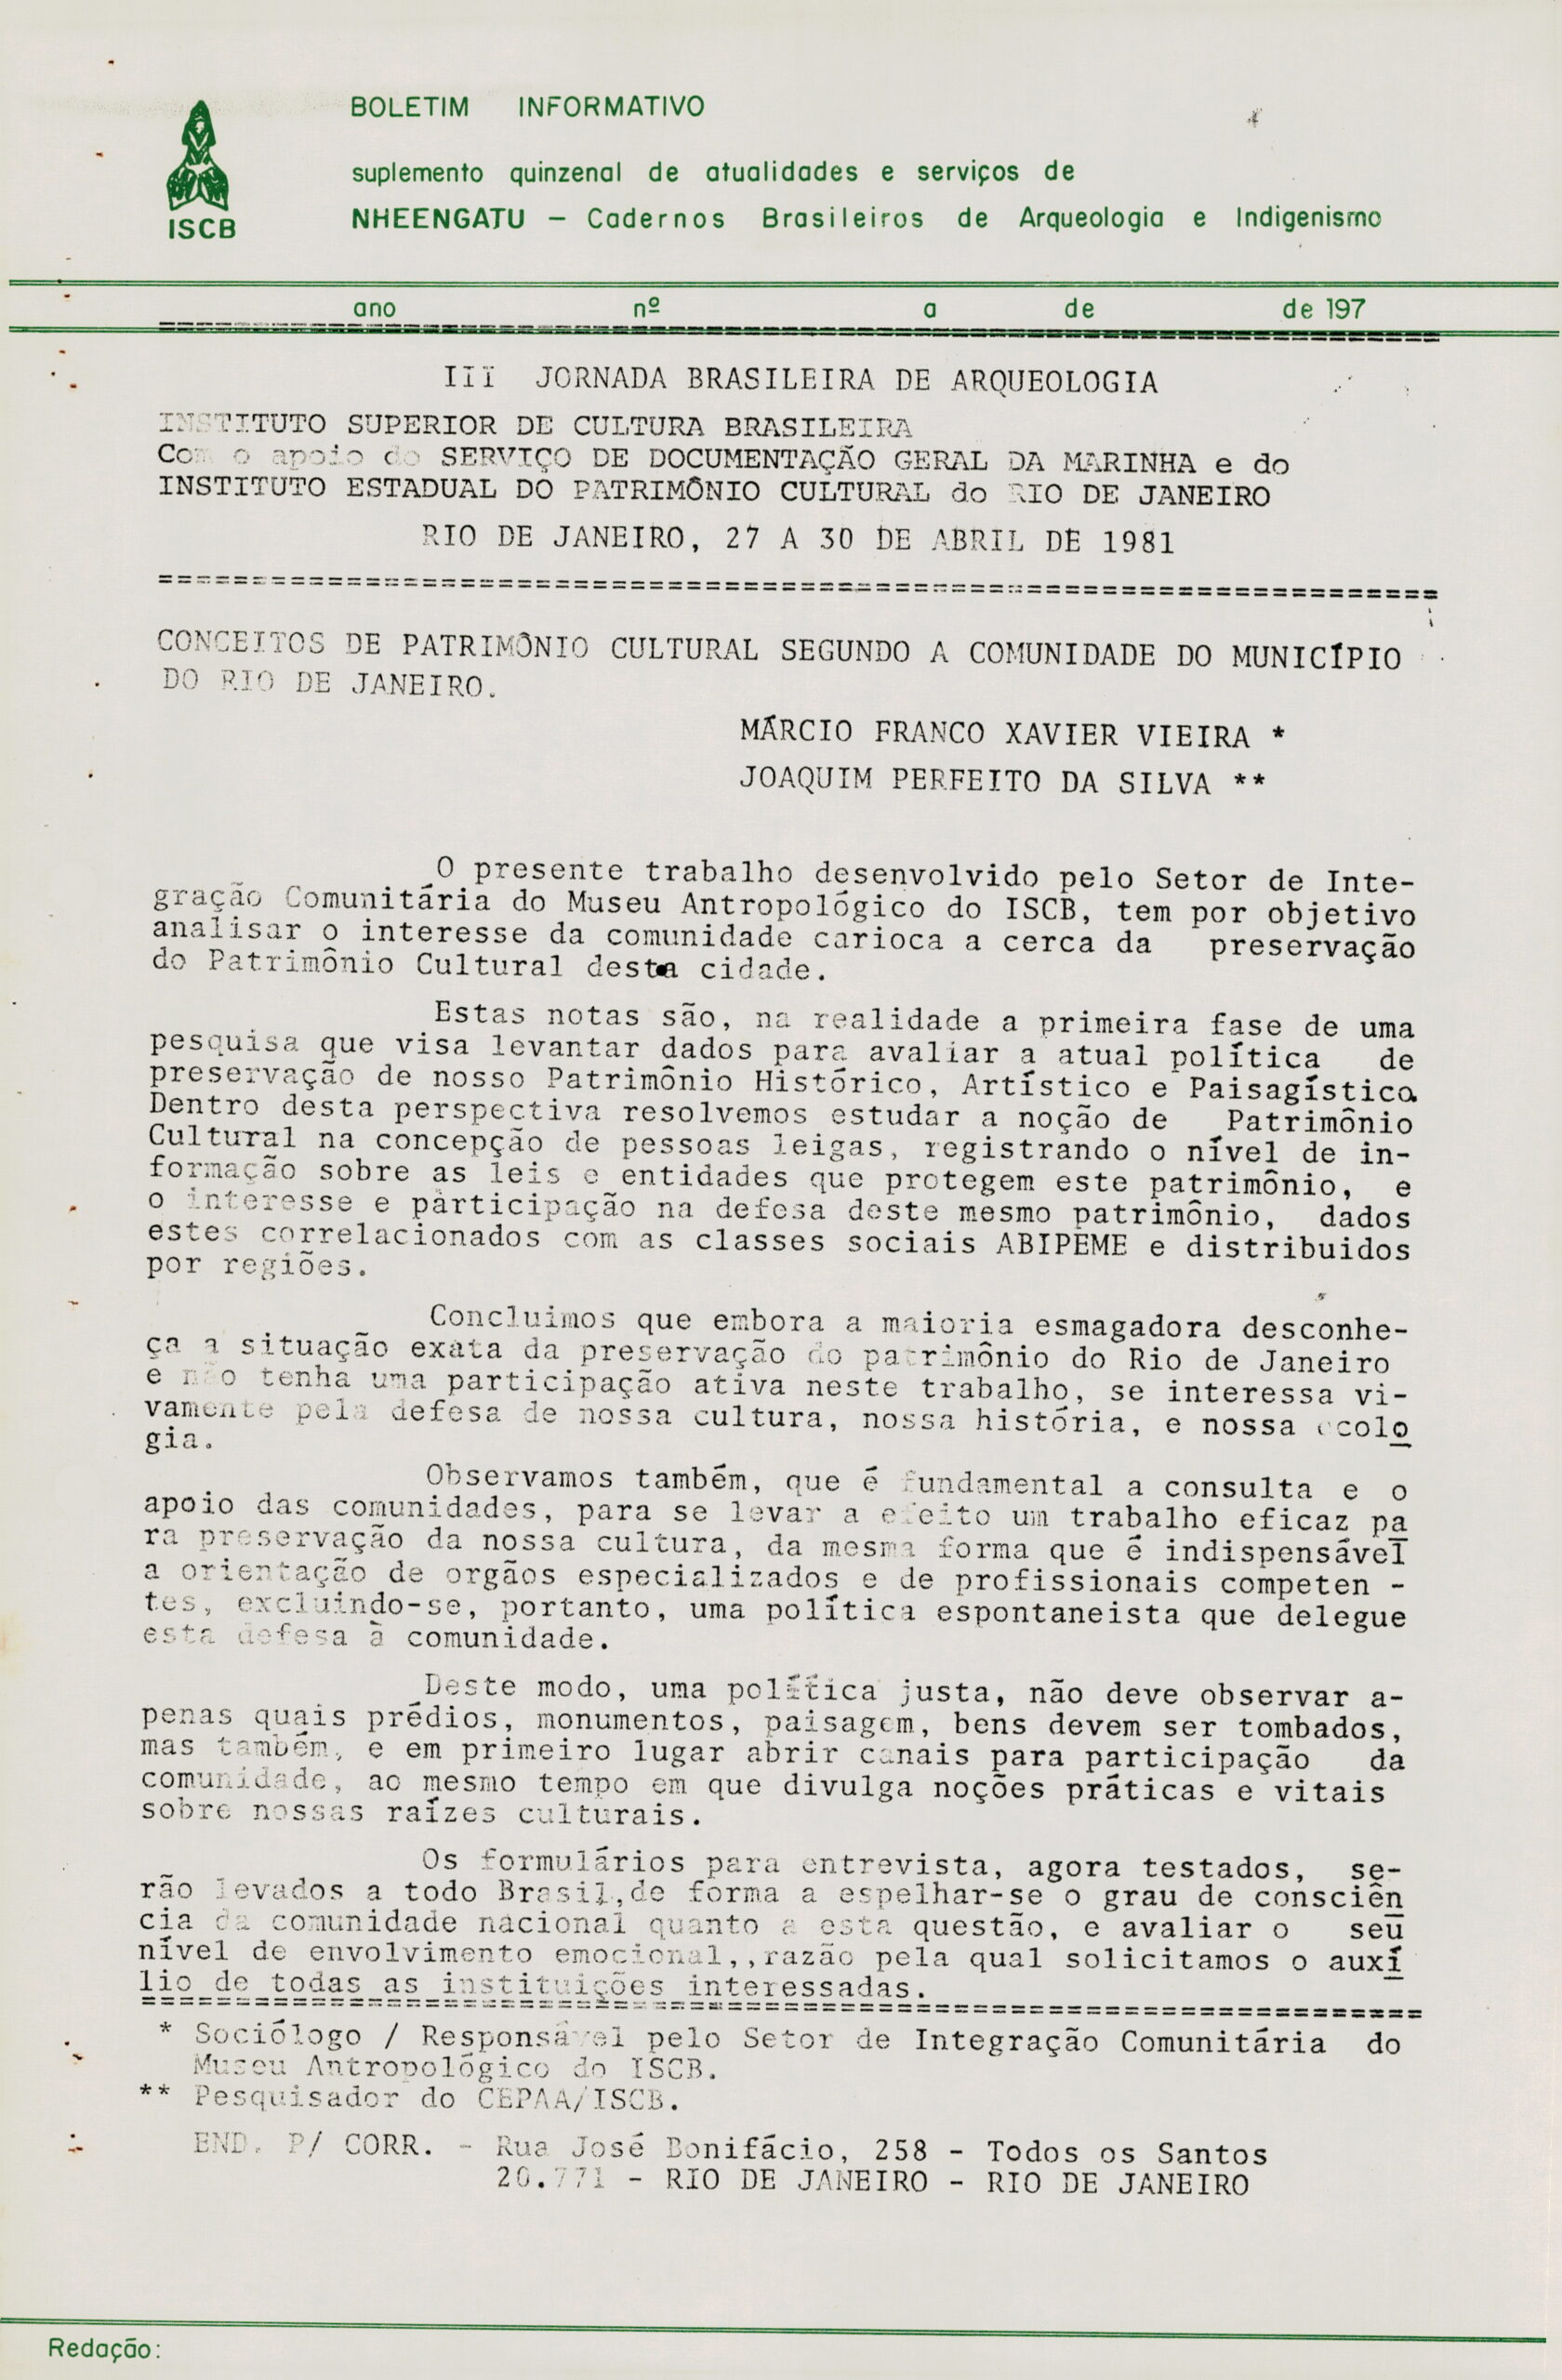 BOLETIM INFORMATIVO
suplemento quinzenal de atualidades e serviços de
NHEENGATU – Cadernos Brasileiros de Arqueologia e Indigenismo
ISCB
ano nº a de de 197
III JORNADA BRASILEIRA DE ARQUEOLOGIA
INSTITUTO SUPERIOR DE CULTURA BRASILEIRA
Com o apoio do SERVIÇO DE DOCUMENTAÇÃO GERAL DA MARINHA e do
INSTITUTO ESTADUAL DO PATRIMÔNIO CULTURAL do RIO DE JANEIRO
RIO DE JANEIRO, 27 A 30 DE ABRIL DE 1981
CONCEITOS DE PATRIMÔNIO CULTURAL SEGUNDO A COMUNIDADE DO MUNICÍPIO
DO RIO DE JANEIRO.
MÁRCIO FRANCO XAVIER VIEIRA *
JOAQUIM PERFEITO DA SILVA **
O presente trabalho desenvolvido pelo Setor de Inte-
gração Comunitária do Museu Antropológico do ISCB, tem por objetivo
analisar o interesse da comunidade carioca a cerca da preservação
do Patrimônio Cultural desta cidade.
Estas notas são, na realidade a primeira fase de uma
pesquisa que visa levantar dados para avaliar a atual política de
preservação de nosso Patrimônio Histórico, Artístico e Paisagístico.
Dentro desta perspectiva resolvemos estudar a noção de Patrimônio
Cultural na concepção de pessoas leigas, registrando o nível de in-
formação sobre as leis e entidades que protegem este patrimônio, e
o interesse e participação na defesa deste mesmo patrimônio, dados
estes correlacionados com as classes sociais ABIPEME e distribuidos
por regiões.
Concluimos que embora a maioria esmagadora desconhe-
ça a situação exata da preservação do patrimônio do Rio de Janeiro
e não tenha uma participação ativa neste trabalho, se interessa vi-
vamente pela defesa de nossa cultura, nossa história, e nossa ecolo
gia.
Observamos também, que é fundamental a consulta e o
apoio das comunidades, para se levar a efeito um trabalho eficaz pa
ra preservação da nossa cultura, da mesma forma que é indispensável
a orientação de orgãos especializados e de profissionais competen -
tes, excluindo-se, portanto, uma política espontaneista que delegue
esta defesa à comunidade.
Deste modo, uma política justa, não deve observar a-
penas quais prédios, monumentos, paisagem, bens devem ser tombados,
mas também, e em primeiro lugar abrir canais para participação da
comunidade, ao mesmo tempo em que divulga noções práticas e vitais
sobre nossas raízes culturais.
Os formulários para entrevista, agora testados, se-
rão levados a todo Brasil,de forma a espelhar-se o grau de consciên
cia da comunidade nacional quanto a esta questão, e avaliar o seu
nível de envolvimento emocional,,razão pela qual solicitamos o auxí
lio de todas as instituições interessadas.
* Sociólogo / Responsável pelo Setor de Integração Comunitária do
Museu Antropológico do ISCB.
** Pesquisador do CEPAA/ISCB.
END. P/ CORR. - Rua José Bonifácio, 258 - Todos os Santos
20.771 - RIO DE JANEIRO - RIO DE JANEIRO
Redação: